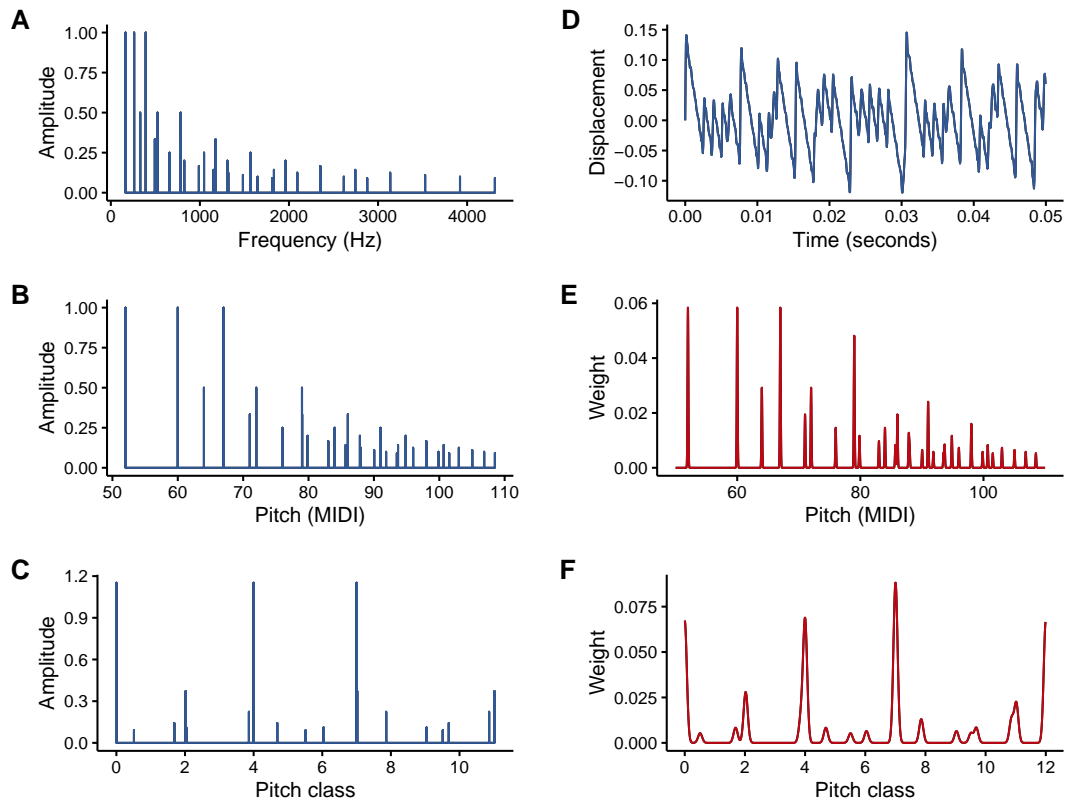 A
Amplitude
1.00
0.75
0.50
0.25
0.00
0 1000 2000 3000 4000
Frequency (Hz)
D
Displacement
0.15
0.10
0.05
0.00
−0.05
−0.10
0.00 0.01 0.02 0.03 0.04 0.05
Time (seconds)
B
Amplitude
1.00
0.75
0.50
0.25
0.00
50 60 70 80 90 100 110
Pitch (MIDI)
E
Weight
0.06
0.04
0.02
0.00
60 80 100
Pitch (MIDI)
C
Amplitude
1.2
0.9
0.6
0.3
0.0
0 2 4 6 8 10
Pitch class
F
Weight
0.075
0.050
0.025
0.000
0 2 4 6 8 10 12
Pitch class